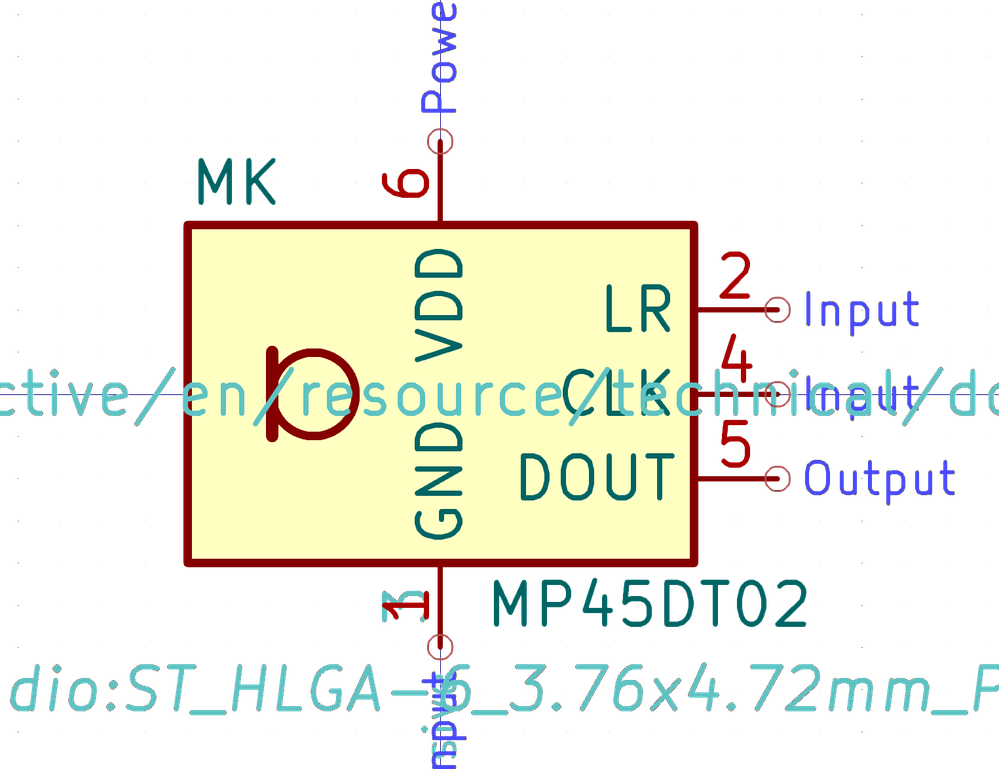 Powe
MK
6
VDD
LR
2
Input
ctive/en/resource/technical/do
CLK
4
Input
GND
DOUT
5
Output
1
MP45DT02
dio:ST_HLGA-6_3.76x4.72mm_P